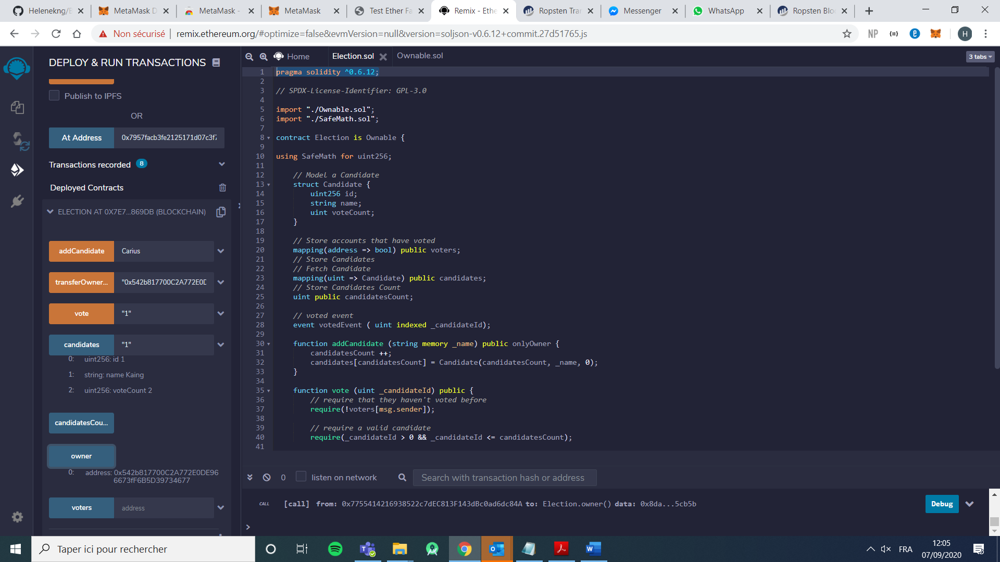 Helenekng/E
MetaMask D
MetaMask -
MetaMask
Test Ether Fa
Remix - Ethe
Ropsten Tran
Messenger
WhatsApp
Ropsten Bloc
Non sécurisé
remix.ethereum.org/#optimize=false&evmVersion=null&version=soljson-v0.6.12+commit.27d51765.js
NP
H
DEPLOY & RUN TRANSACTIONS
Publish to IPFS
OR
At Address
0x7957facb3fe2125171d07c3f7
Transactions recorded 8
Deployed Contracts
ELECTION AT 0X7E7...869DB (BLOCKCHAIN)
addCandidate
Carius
transferOwner...
"0x542b817700C2A772E0D
vote
"1"
candidates
"1"
0: uint256: id 1
1: string: name Kaing
2: uint256: voteCount 2
candidatesCou...
owner
0: address: 0x542b817700C2A772E0DE96
6673fF6B5D39734677
voters
address
Home
Election.sol
Ownable.sol
3 tabs
1 pragma solidity ^0.6.12;
2
3 // SPDX-License-Identifier: GPL-3.0
4
5 import "./Ownable.sol";
6 import "./SafeMath.sol";
7
8 contract Election is Ownable {
9
10 using SafeMath for uint256;
11
12 // Model a Candidate
13 struct Candidate {
14 uint256 id;
15 string name;
16 uint voteCount;
17 }
18
19 // Store accounts that have voted
20 mapping(address => bool) public voters;
21 // Store Candidates
22 // Fetch Candidate
23 mapping(uint => Candidate) public candidates;
24 // Store Candidates Count
25 uint public candidatesCount;
26
27 // voted event
28 event votedEvent ( uint indexed _candidateId);
29
30 function addCandidate (string memory _name) public onlyOwner {
31 candidatesCount ++;
32 candidates[candidatesCount] = Candidate(candidatesCount, _name, 0);
33 }
34
35 function vote (uint _candidateId) public {
36 // require that they haven't voted before
37 require(!voters[msg.sender]);
38
39 // require a valid candidate
40 require(_candidateId > 0 && _candidateId <= candidatesCount);
41
0
listen on network
Search with transaction hash or address
CALL [call] from: 0x7755414216938522c7dEC813F143dBc0ad6dc84A to: Election.owner() data: 0x8da...5cb5b
Debug
>
Taper ici pour rechercher
FRA
12:05
07/09/2020